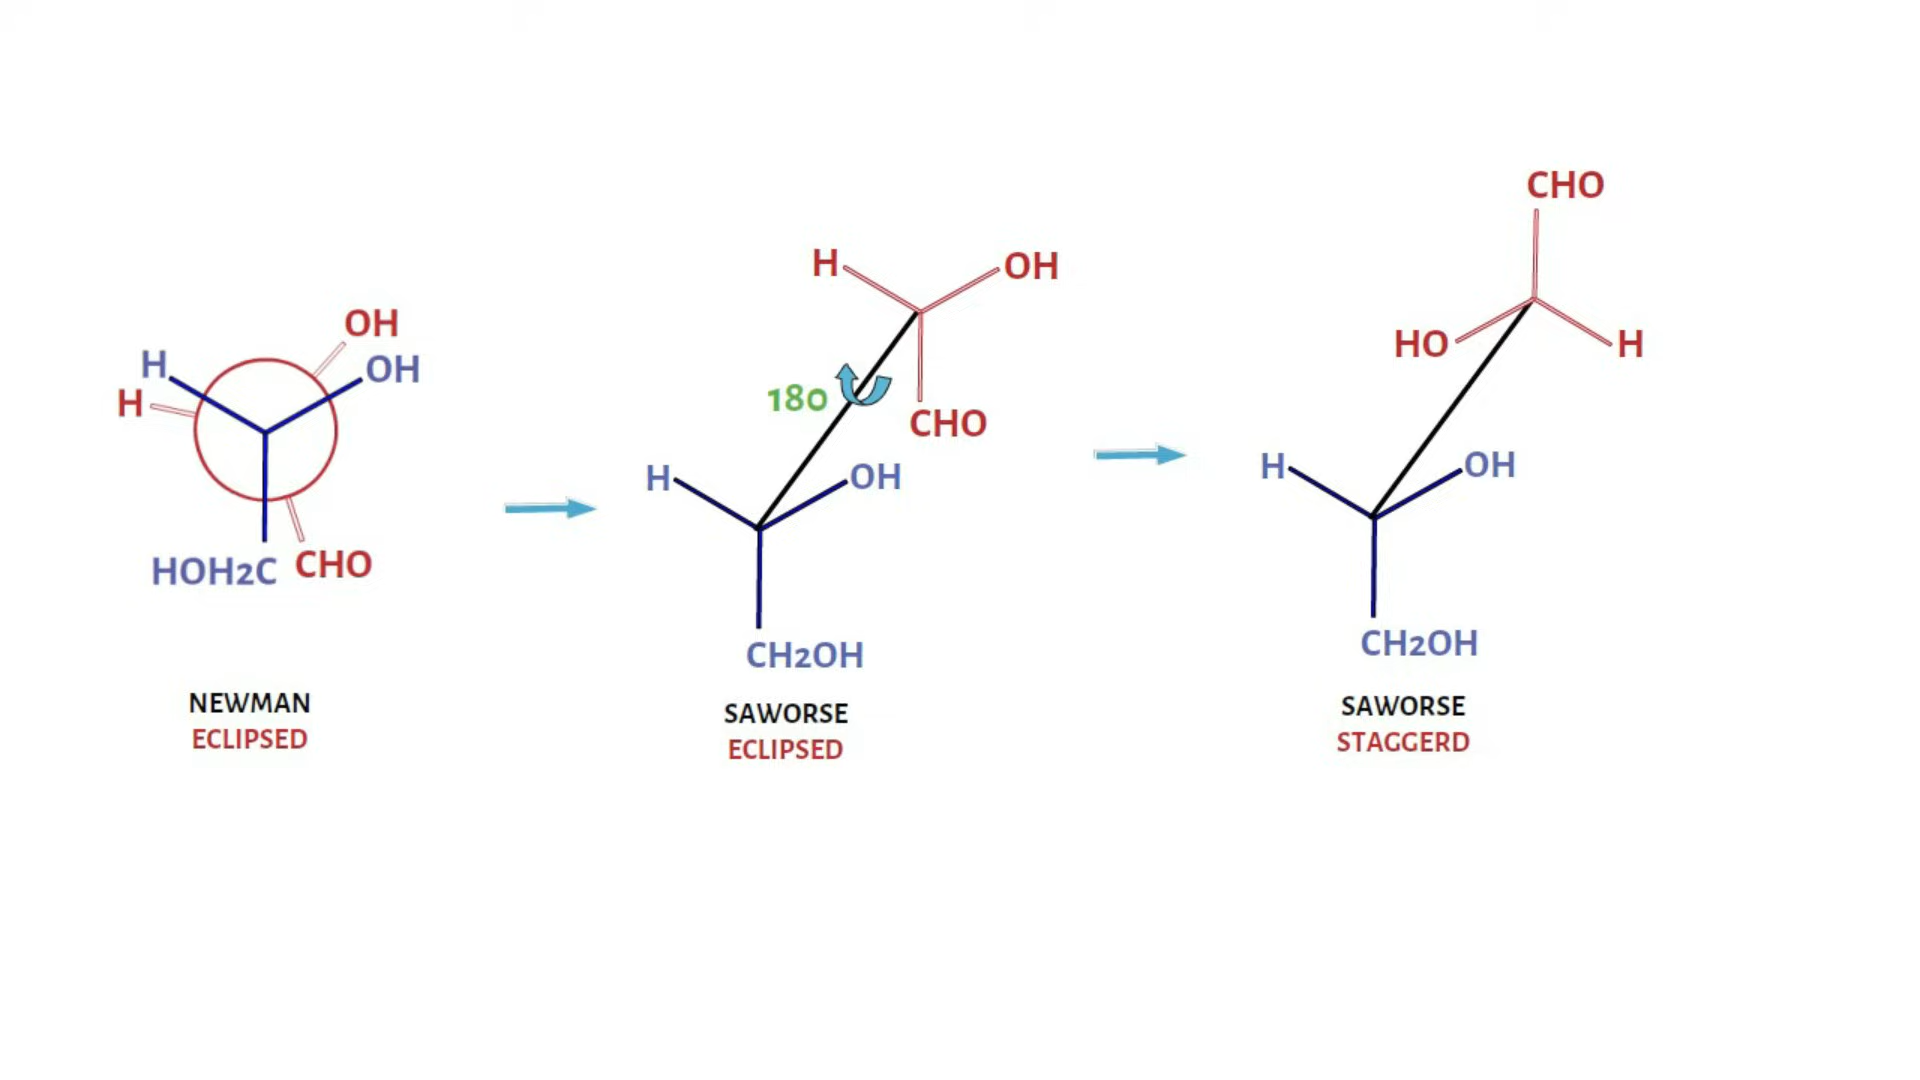 OH
H
OH
H
HOH2C
CHO
NEWMAN
ECLIPSED
H
OH
180
CHO
H
OH
CH2OH
SAWORSE
ECLIPSED
CHO
HO
H
H
OH
CH2OH
SAWORSE
STAGGERD